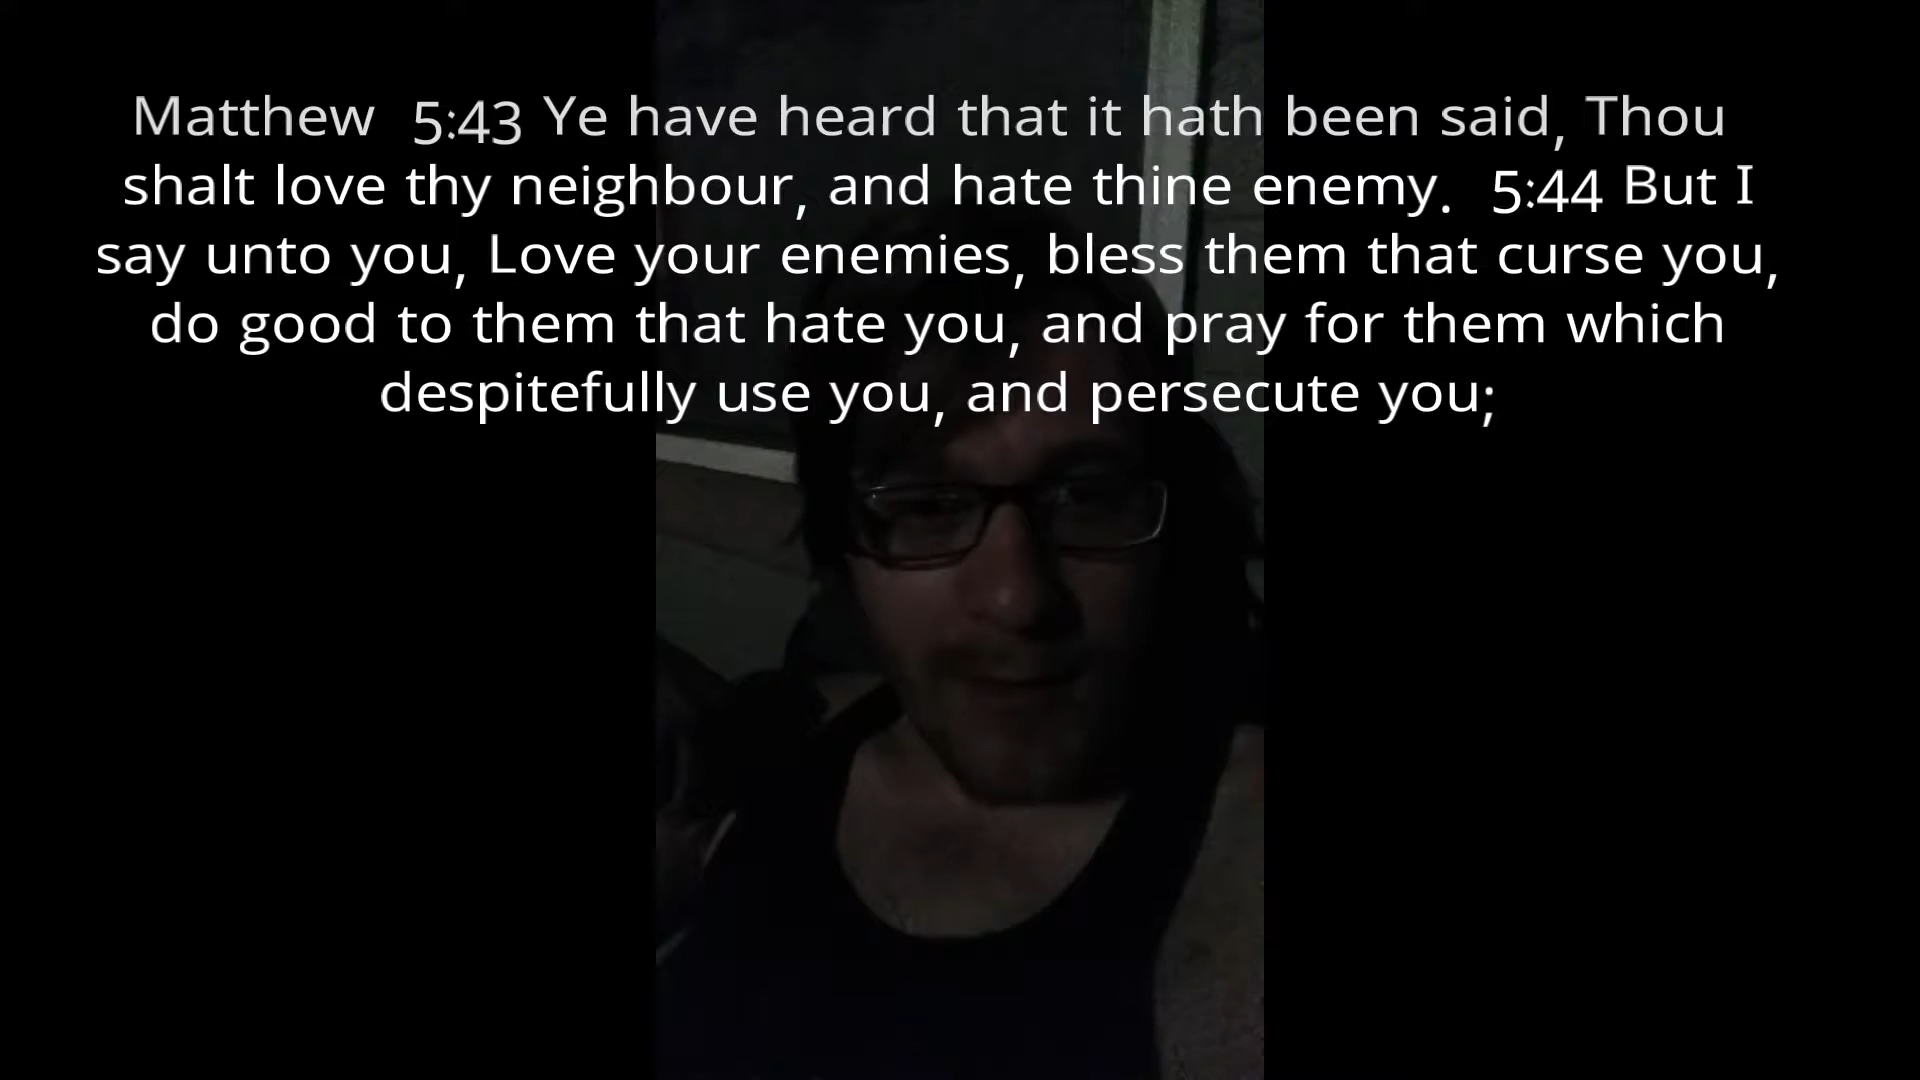 Matthew 5:43 Ye have heard that it hath been said, Thou
shalt love thy neighbour, and hate thine enemy. 5:44 But I
say unto you, Love your enemies, bless them that curse you,
do good to them that hate you, and pray for them which
despitefully use you, and persecute you;